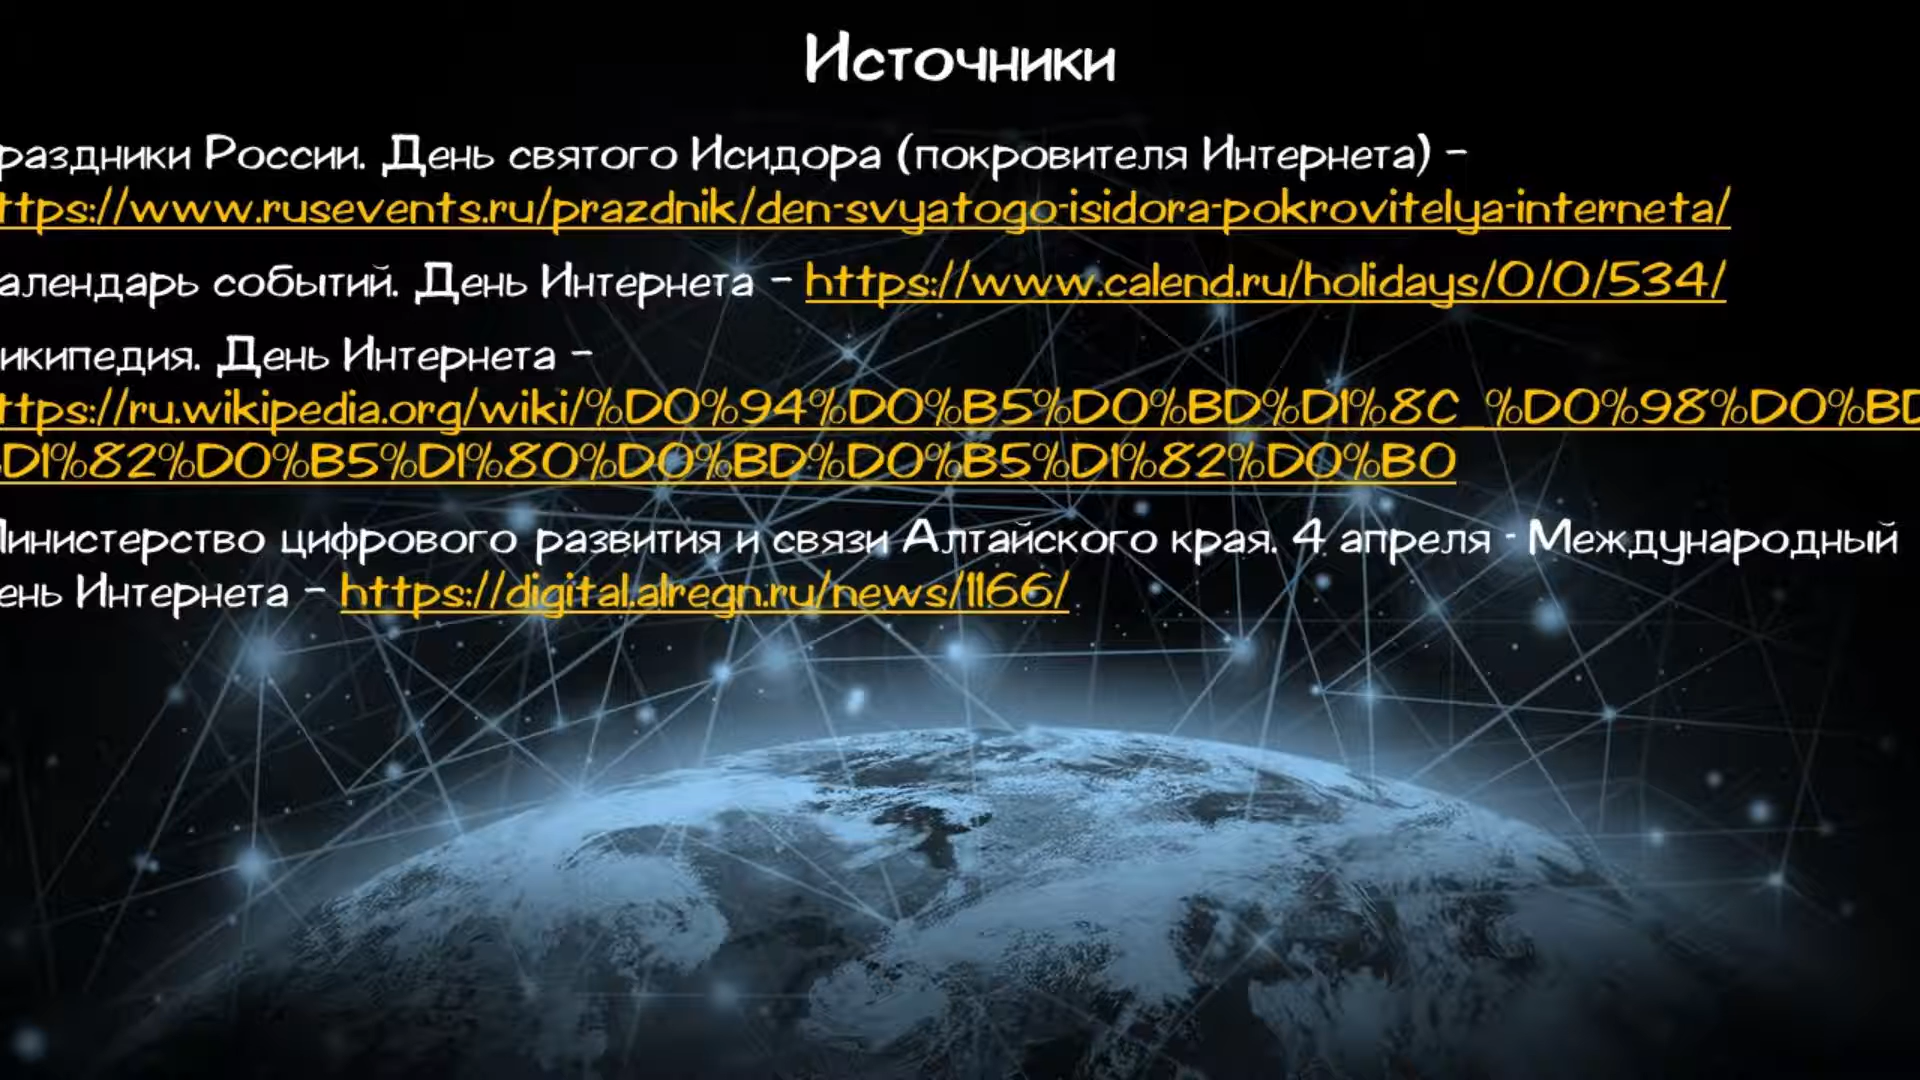 Источники
раздники России. День святого Исидора (покровителя Интернета) –
ttps://www.rusevents.ru/prazdnik/den-svyatogo-isidora-pokrovitelya-interneta/
алендарь событий. День Интернета – https://www.calend.ru/holidays/0/0/534/
икипедия. День Интернета –
ttps://ru.wikipedia.org/wiki/%D0%94%D0%B5%D0%BD%D1%8C_%D0%98%D0%BD
D1%82%D0%B5%D1%80%D0%BD%D0%B5%D1%82%D0%B0
инистерство цифрового развития и связи Алтайского края. 4 апреля - Международный
ень Интернета – https://digital.alregn.ru/news/1166/